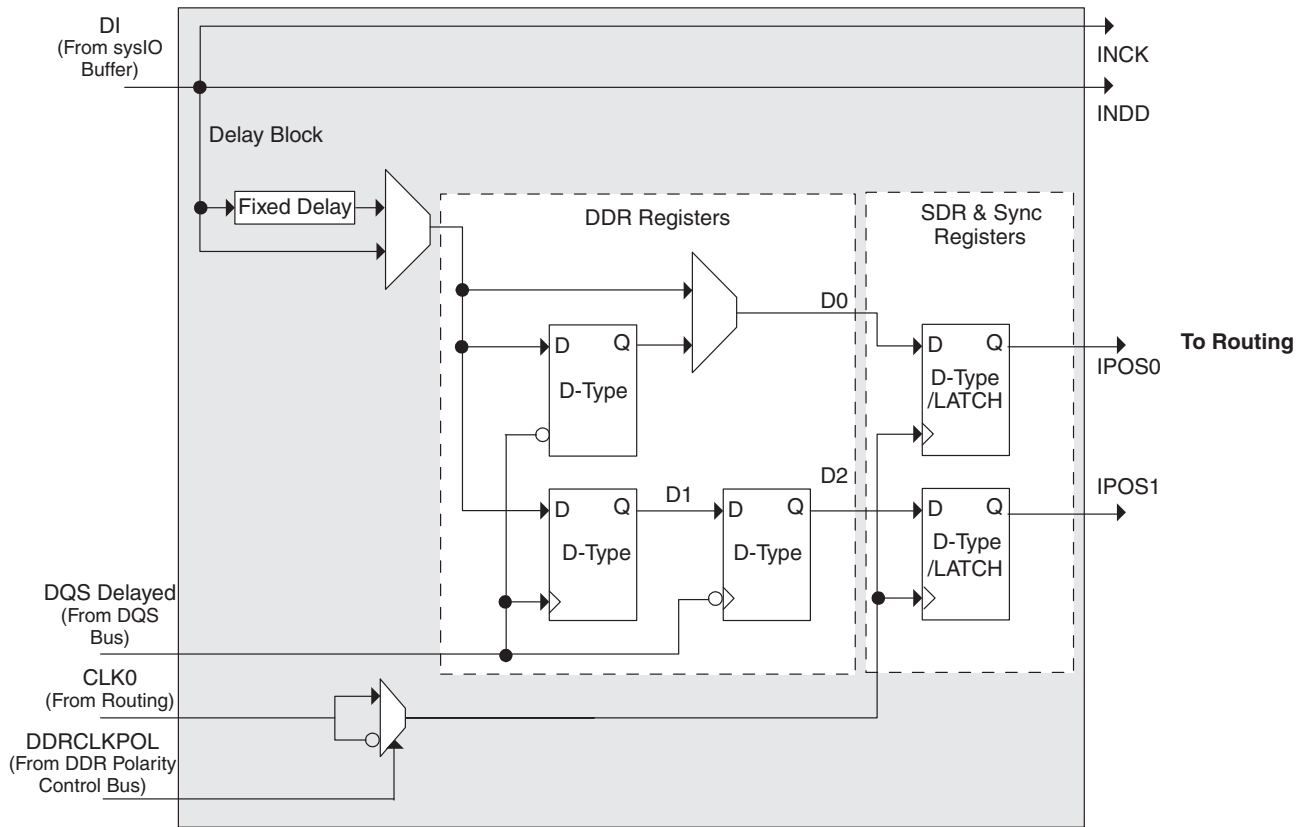 DI
(From sysIO
Buffer)
INCK
INDD
Delay Block
Fixed Delay
DDR Registers
SDR & Sync
Registers
D0
D Q
D-Type
D Q
D-Type
/LATCH
IPOS0
To Routing
D Q
D-Type
D1
D Q
D-Type
D2
D Q
D-Type
/LATCH
IPOS1
DQS Delayed
(From DQS
Bus)
CLK0
(From Routing)
DDRCLKPOL
(From DDR Polarity
Control Bus)